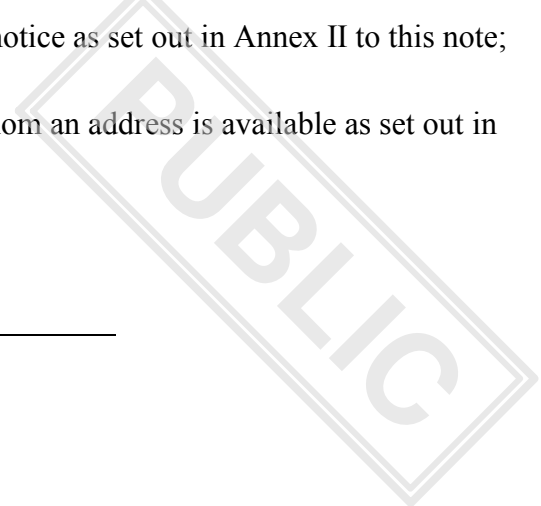 notice as set out in Annex II to this note;
om an address is available as set out in
PUBLIC